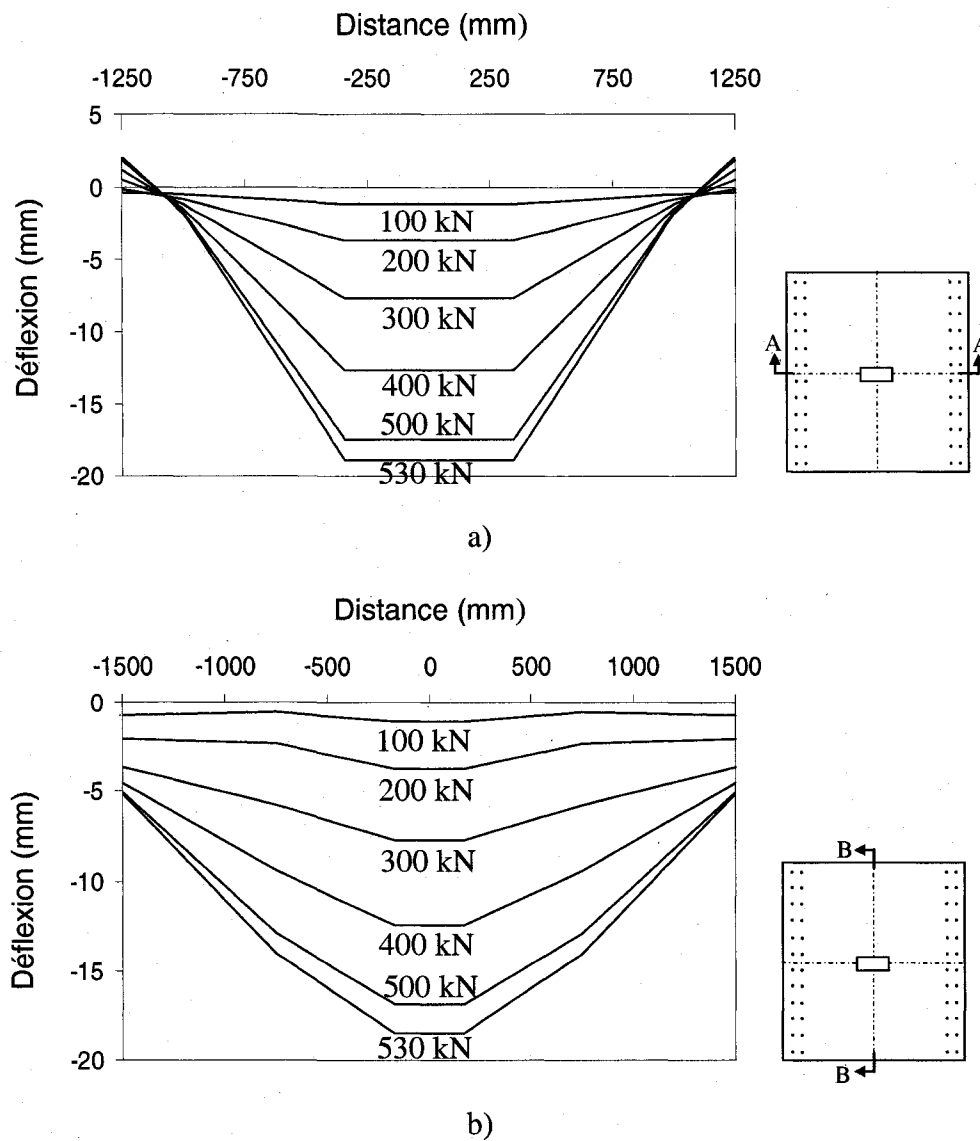 Distance (mm)
-1250 -750 -250 250 750 1250
5
0
-5
-10
-15
-20
Déflexion (mm)
100 kN
200 kN
300 kN
400 kN
500 kN
530 kN
A A
a)
Distance (mm)
-1500 -1000 -500 0 500 1000 1500
0
-5
-10
-15
-20
Déflexion (mm)
100 kN
200 kN
300 kN
400 kN
500 kN
530 kN
B
B
b)